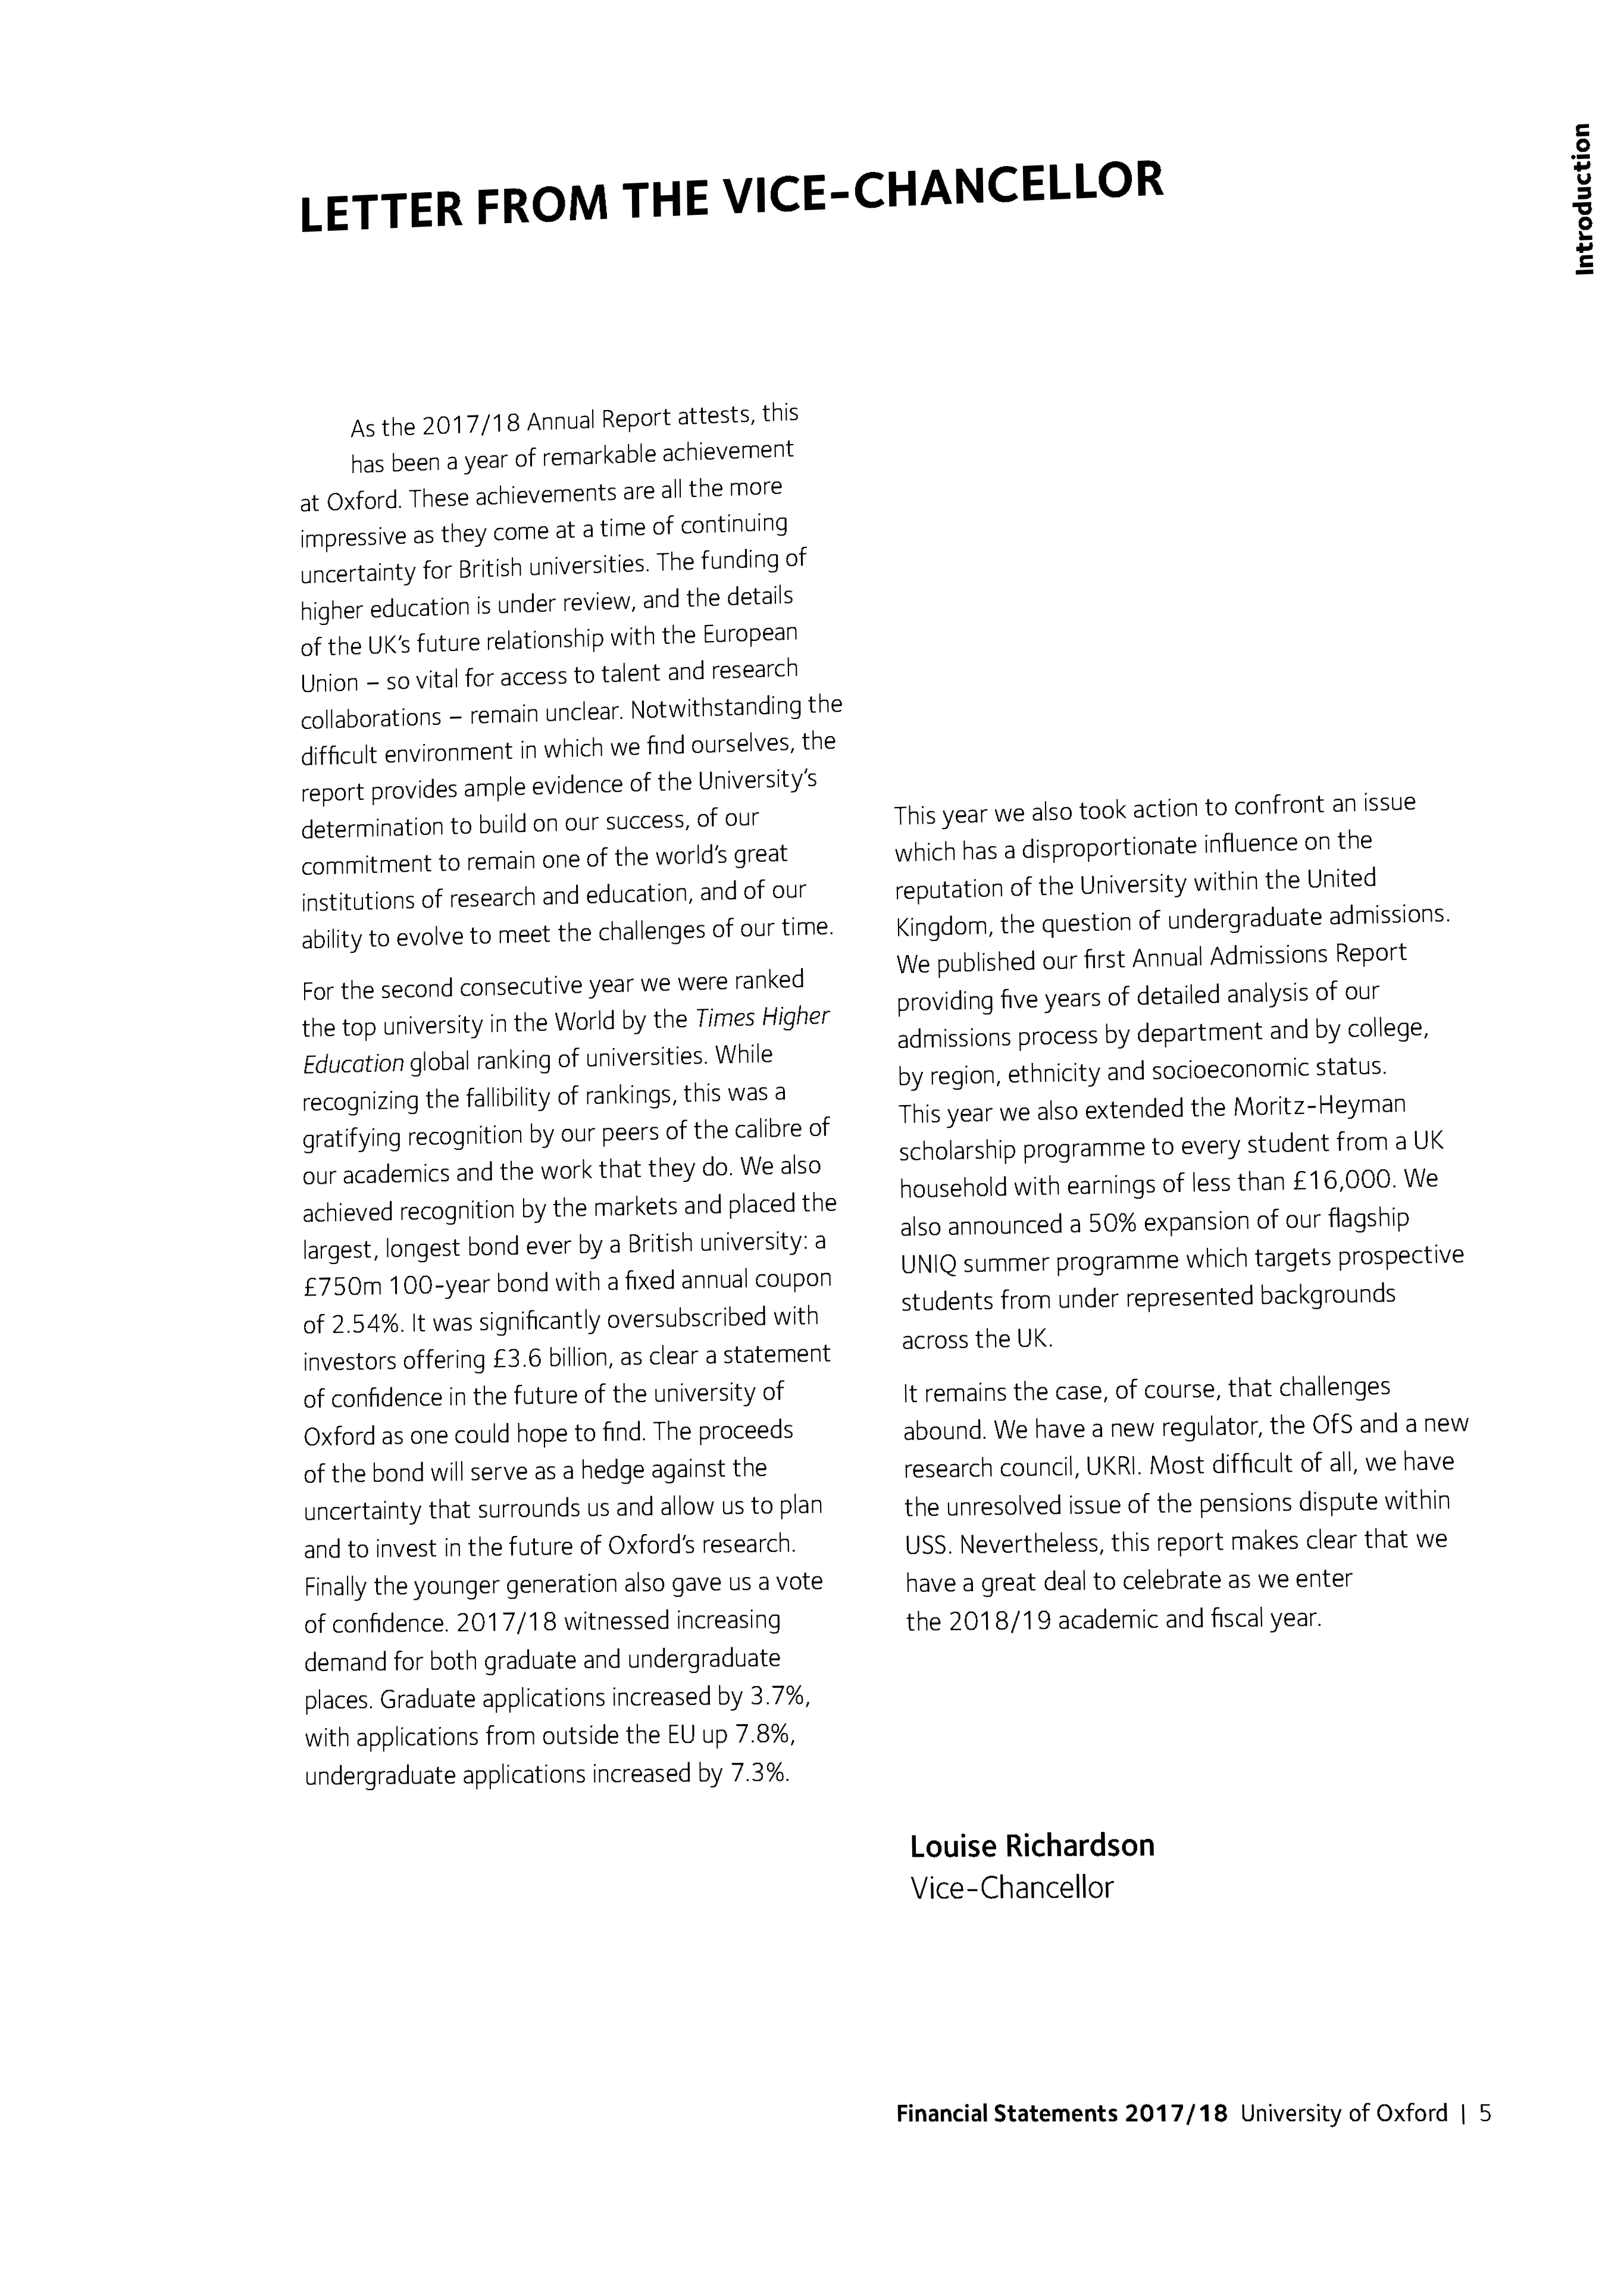 Introduction
LETTER FROM THE VICE-CHANCELLOR
As the 2017/18 Annual Report attests, this
has been a year of remarkable achievement
at Oxford. These achievements are all the more
impressive as they come at a time of continuing
uncertainty for British universities. The funding of
higher education is under review, and the details
of the UK's future relationship with the European
Union – so vital for access to talent and research
collaborations – remain unclear. Notwithstanding the
difficult environment in which we find ourselves, the
report provides ample evidence of the University's
determination to build on our success, of our
commitment to remain one of the world's great
institutions of research and education, and of our
ability to evolve to meet the challenges of our time.
For the second consecutive year we were ranked
the top university in the World by the Times Higher
Education global ranking of universities. While
recognizing the fallibility of rankings, this was a
gratifying recognition by our peers of the calibre of
our academics and the work that they do. We also
achieved recognition by the markets and placed the
largest, longest bond ever by a British university: a
£750m 100-year bond with a fixed annual coupon
of 2.54%. It was significantly oversubscribed with
investors offering £3.6 billion, as clear a statement
of confidence in the future of the university of
Oxford as one could hope to find. The proceeds
of the bond will serve as a hedge against the
uncertainty that surrounds us and allow us to plan
and to invest in the future of Oxford's research.
Finally the younger generation also gave us a vote
of confidence. 2017/18 witnessed increasing
demand for both graduate and undergraduate
places. Graduate applications increased by 3.7%,
with applications from outside the EU up 7.8%,
undergraduate applications increased by 7.3%.
This year we also took action to confront an issue
which has a disproportionate influence on the
reputation of the University within the United
Kingdom, the question of undergraduate admissions.
We published our first Annual Admissions Report
providing five years of detailed analysis of our
admissions process by department and by college,
by region, ethnicity and socioeconomic status.
This year we also extended the Moritz-Heyman
scholarship programme to every student from a UK
household with earnings of less than £16,000. We
also announced a 50% expansion of our flagship
UNIQ summer programme which targets prospective
students from under represented backgrounds
across the UK.
It remains the case, of course, that challenges
abound. We have a new regulator, the OfS and a new
research council, UKRI. Most difficult of all, we have
the unresolved issue of the pensions dispute within
USS. Nevertheless, this report makes clear that we
have a great deal to celebrate as we enter
the 2018/19 academic and fiscal year.
Louise Richardson
Vice-Chancellor
Financial Statements 2017/18 University of Oxford | 5